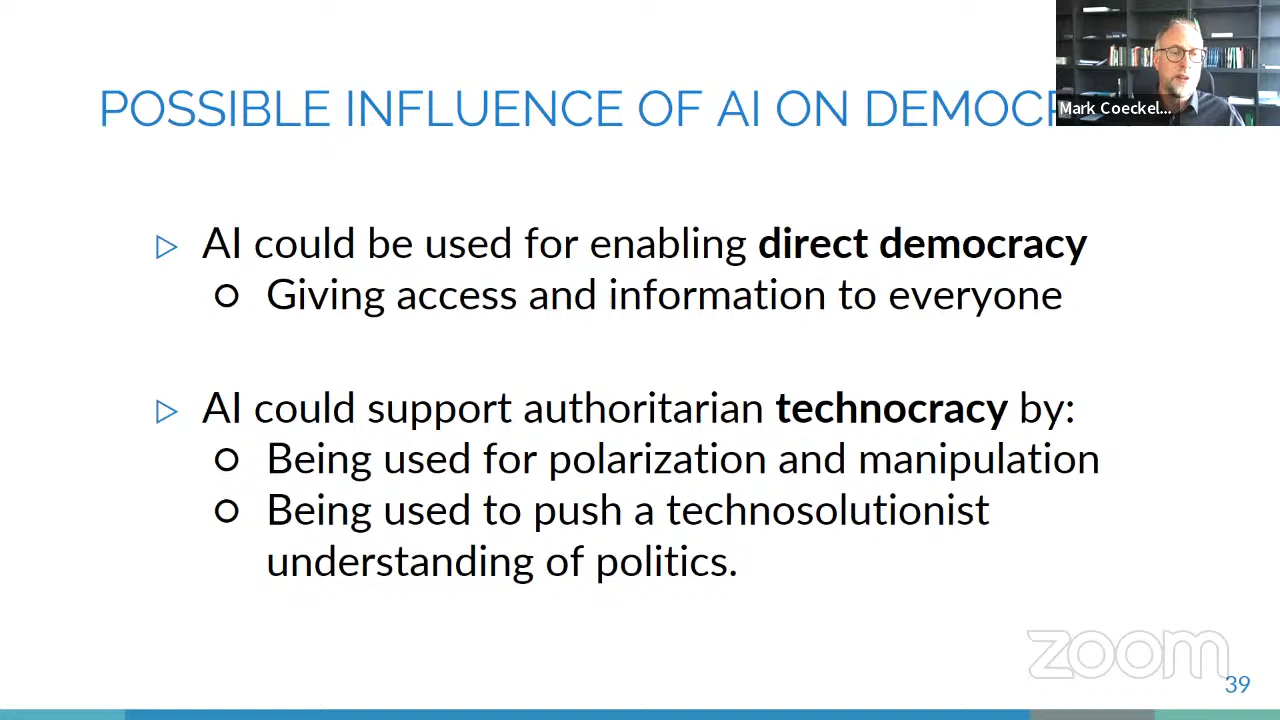 POSSIBLE INFLUENCE OF AI ON DEMOCR
Mark Coeckel...
▷ AI could be used for enabling direct democracy
○ Giving access and information to everyone
▷ AI could support authoritarian technocracy by:
○ Being used for polarization and manipulation
○ Being used to push a technosolutionist
understanding of politics.
zoom
39